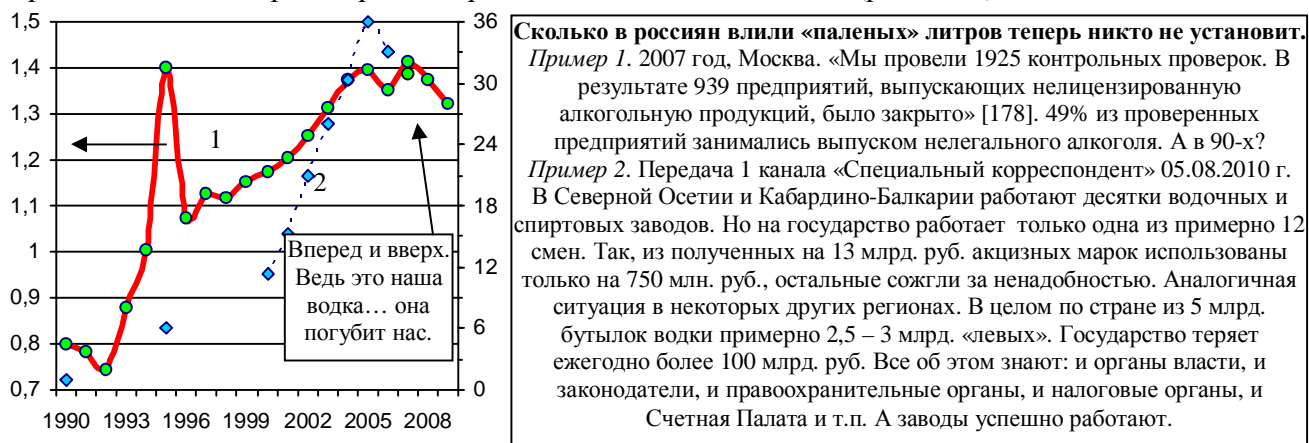 1,5
1,4
1,3
1,2
1,1
1
0,9
0,8
0,7
36
30
24
18
12
6
0
1990 1993 1996 1999 2002 2005 2008
1
2
Вперед и вверх.
Ведь это наша
водка… она
погубит нас.
Сколько в россиян влили «паленых» литров теперь никто не установит.
Пример 1. 2007 год, Москва. «Мы провели 1925 контрольных проверок. В
результате 939 предприятий, выпускающих нелицензированную
алкогольную продукций, было закрыто» [178]. 49% из проверенных
предприятий занимались выпуском нелегального алкоголя. А в 90-х?
Пример 2. Передача 1 канала «Специальный корреспондент» 05.08.2010 г.
В Северной Осетии и Кабардино-Балкарии работают десятки водочных и
спиртовых заводов. Но на государство работает только одна из примерно 12
смен. Так, из полученных на 13 млрд. руб. акцизных марок использованы
только на 750 млн. руб., остальные сожгли за ненадобностью. Аналогичная
ситуация в некоторых других регионах. В целом по стране из 5 млрд.
бутылок водки примерно 2,5 – 3 млрд. «левых». Государство теряет
ежегодно более 100 млрд. руб. Все об этом знают: и органы власти, и
законодатели, и правоохранительные органы, и налоговые органы, и
Счетная Палата и т.п. А заводы успешно работают.